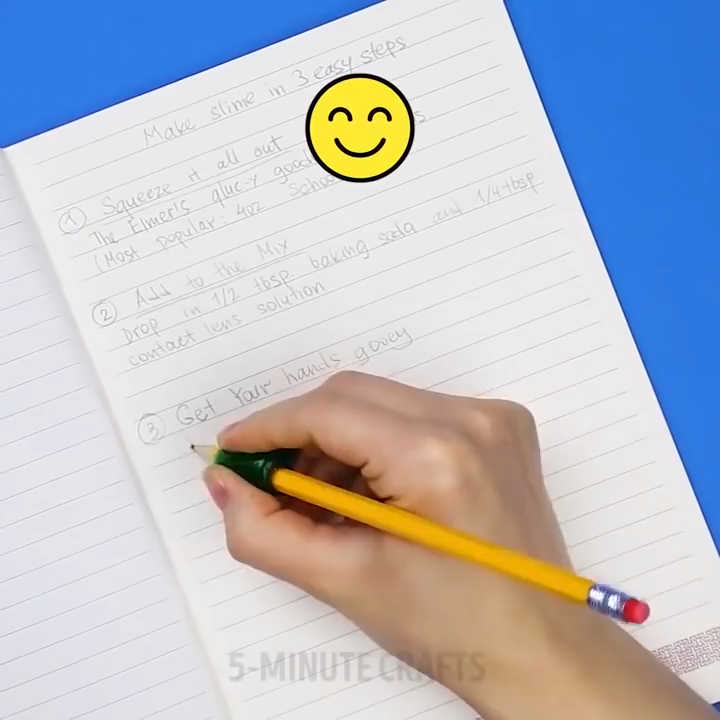 Make slime in 3 easy steps
① Squeeze it all out
The Elmer's glue-y good s.
(Most popular: 4oz Schoo
② Add to the Mix
Drop in 1/2 tbsp. baking soda and 1/4 tbsp
contact lens solution
③ Get Your hands gooey
5-MINUTE CRAFTS